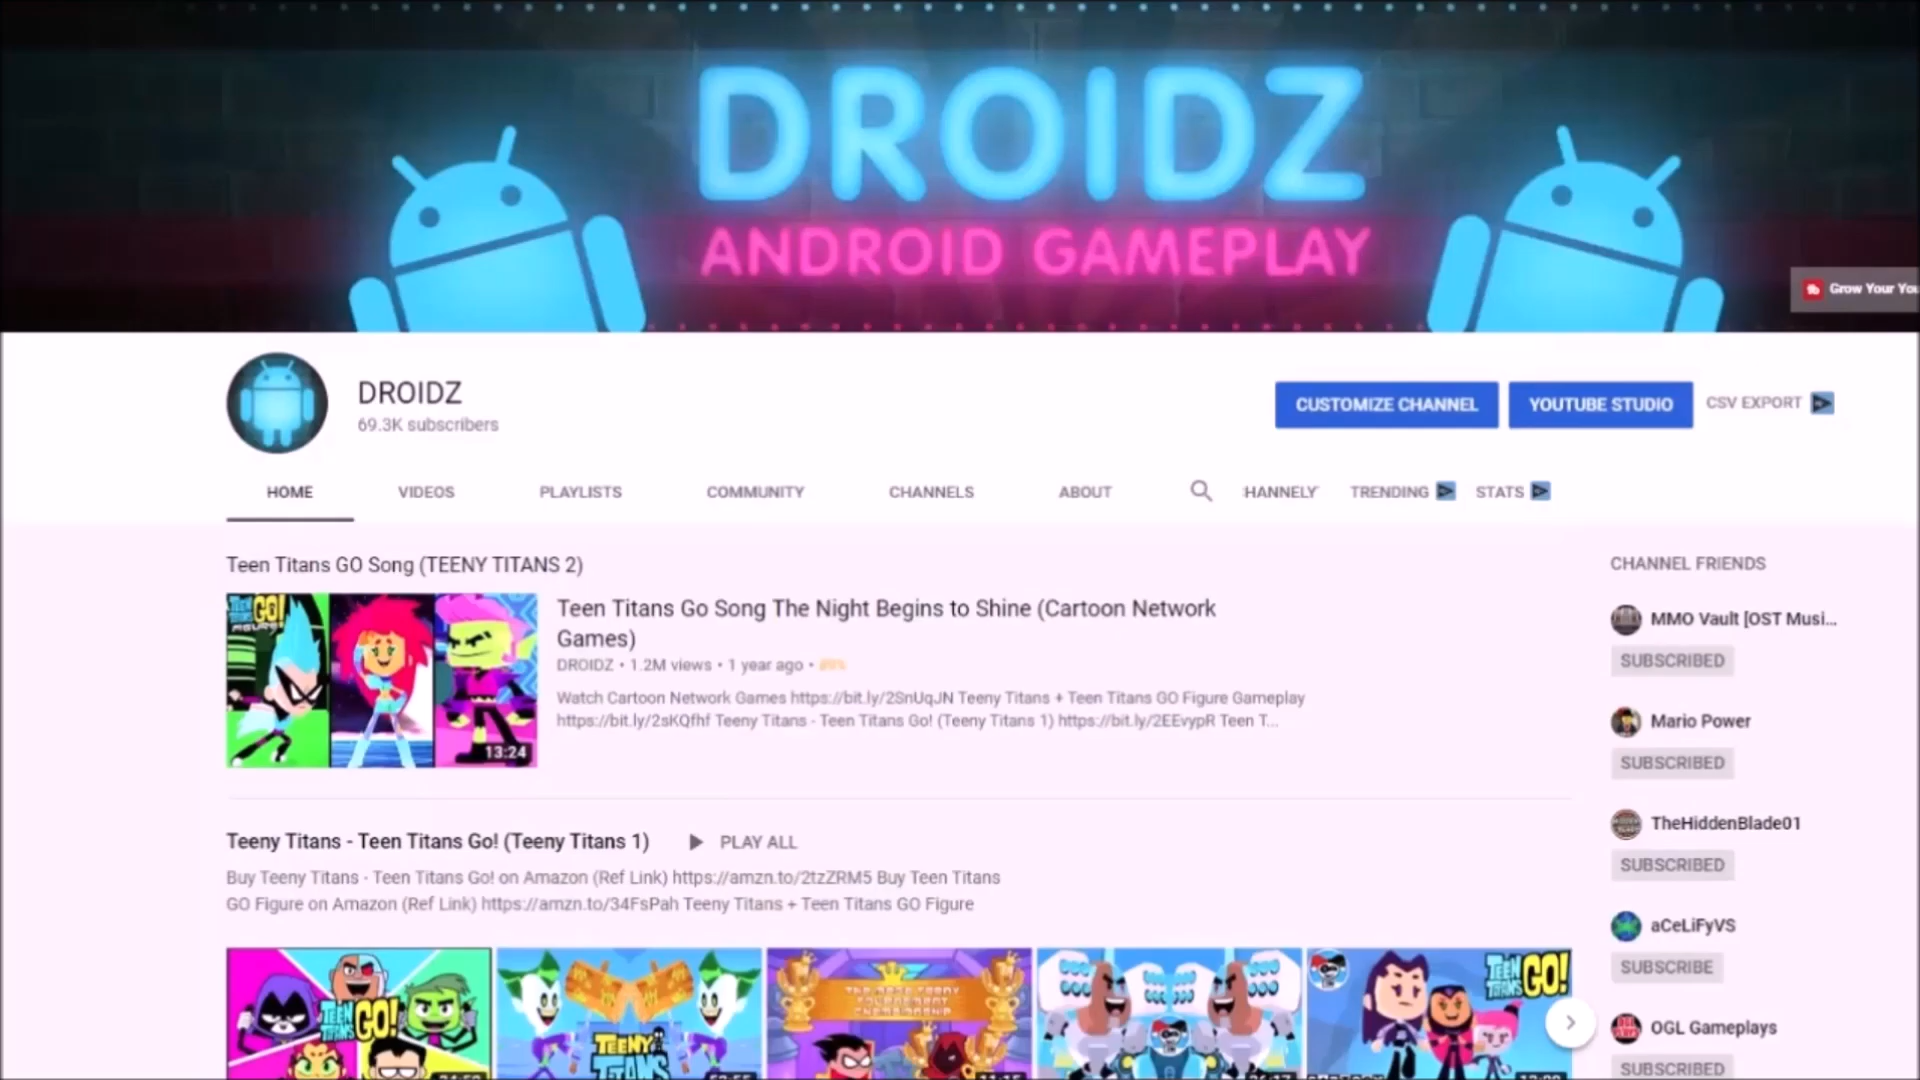 DROIDZ
ANDROID GAMEPLAY
Grow Your You
DROIDZ
69.3K subscribers
CUSTOMIZE CHANNEL
YOUTUBE STUDIO
CSV EXPORT
HOME
VIDEOS
PLAYLISTS
COMMUNITY
CHANNELS
ABOUT
HANNELY
TRENDING
STATS
Teen Titans GO Song (TEENY TITANS 2)
TEEN TITANS GO!
FIGURE
13:24
Teen Titans Go Song The Night Begins to Shine (Cartoon Network
Games)
DROIDZ • 1.2M views • 1 year ago •
Watch Cartoon Network Games https://bit.ly/2SnUqJN Teeny Titans + Teen Titans GO Figure Gameplay
https://bit.ly/2sKQfhf Teeny Titans - Teen Titans Go! (Teeny Titans 1) https://bit.ly/2EEvypR Teen T...
Teeny Titans - Teen Titans Go! (Teeny Titans 1)
PLAY ALL
Buy Teeny Titans - Teen Titans Go! on Amazon (Ref Link) https://amzn.to/2tzZRM5 Buy Teen Titans
GO Figure on Amazon (Ref Link) https://amzn.to/34FsPah Teeny Titans + Teen Titans GO Figure
TEEN TITANS GO!
TEENY TITANS
TEEN TITANS GO!
CHANNEL FRIENDS
MMO Vault [OST Musi...
SUBSCRIBED
Mario Power
SUBSCRIBED
TheHiddenBlade01
SUBSCRIBED
aCeLiFyVS
SUBSCRIBE
OGL Gameplays
SUBSCRIBED